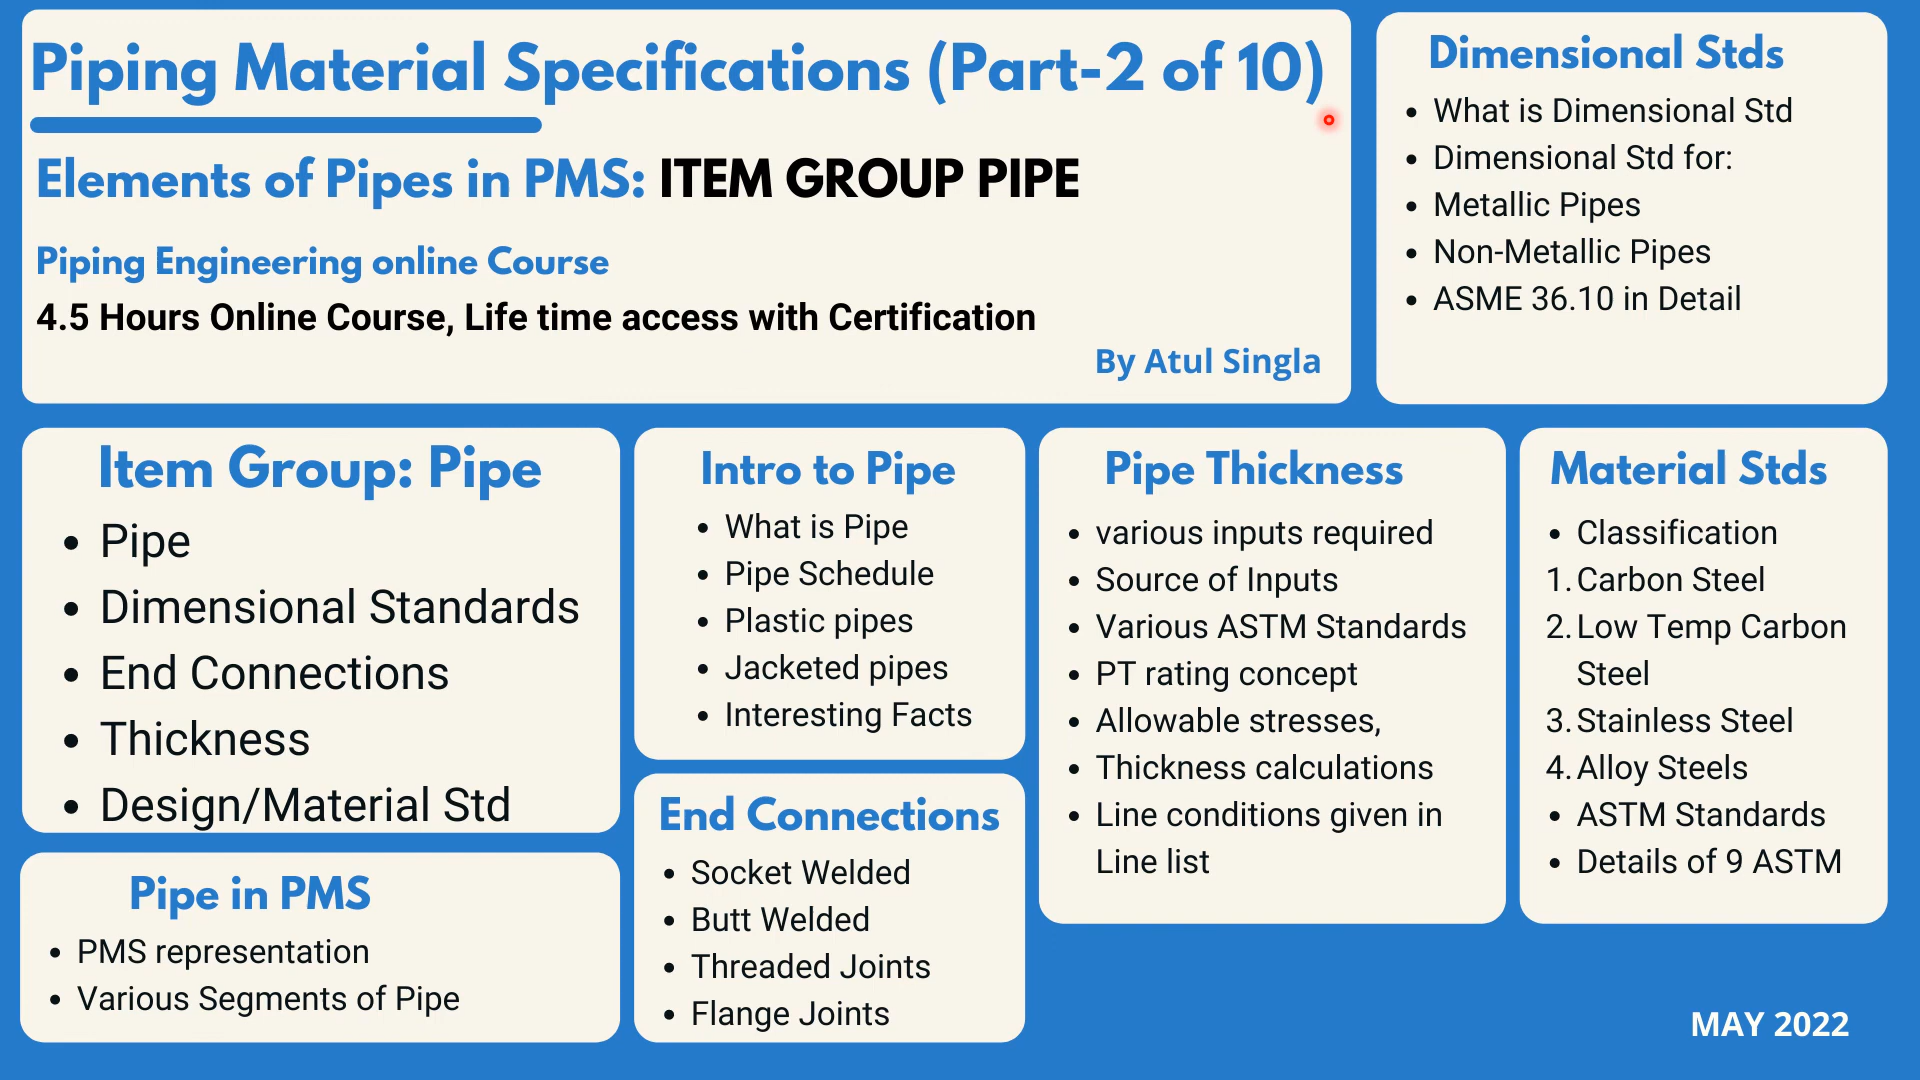 Piping Material Specifications (Part-2 of 10)
Elements of Pipes in PMS: ITEM GROUP PIPE
Piping Engineering online Course
4.5 Hours Online Course, Life time access with Certification
By Atul Singla
Dimensional Stds
• What is Dimensional Std
• Dimensional Std for:
• Metallic Pipes
• Non-Metallic Pipes
• ASME 36.10 in Detail
Item Group: Pipe
• Pipe
• Dimensional Standards
• End Connections
• Thickness
• Design/Material Std
Pipe in PMS
• PMS representation
• Various Segments of Pipe
Intro to Pipe
• What is Pipe
• Pipe Schedule
• Plastic pipes
• Jacketed pipes
• Interesting Facts
End Connections
• Socket Welded
• Butt Welded
• Threaded Joints
• Flange Joints
Pipe Thickness
• various inputs required
• Source of Inputs
• Various ASTM Standards
• PT rating concept
• Allowable stresses,
• Thickness calculations
• Line conditions given in
Line list
Material Stds
• Classification
1. Carbon Steel
2. Low Temp Carbon
Steel
3. Stainless Steel
4. Alloy Steels
• ASTM Standards
• Details of 9 ASTM
MAY 2022